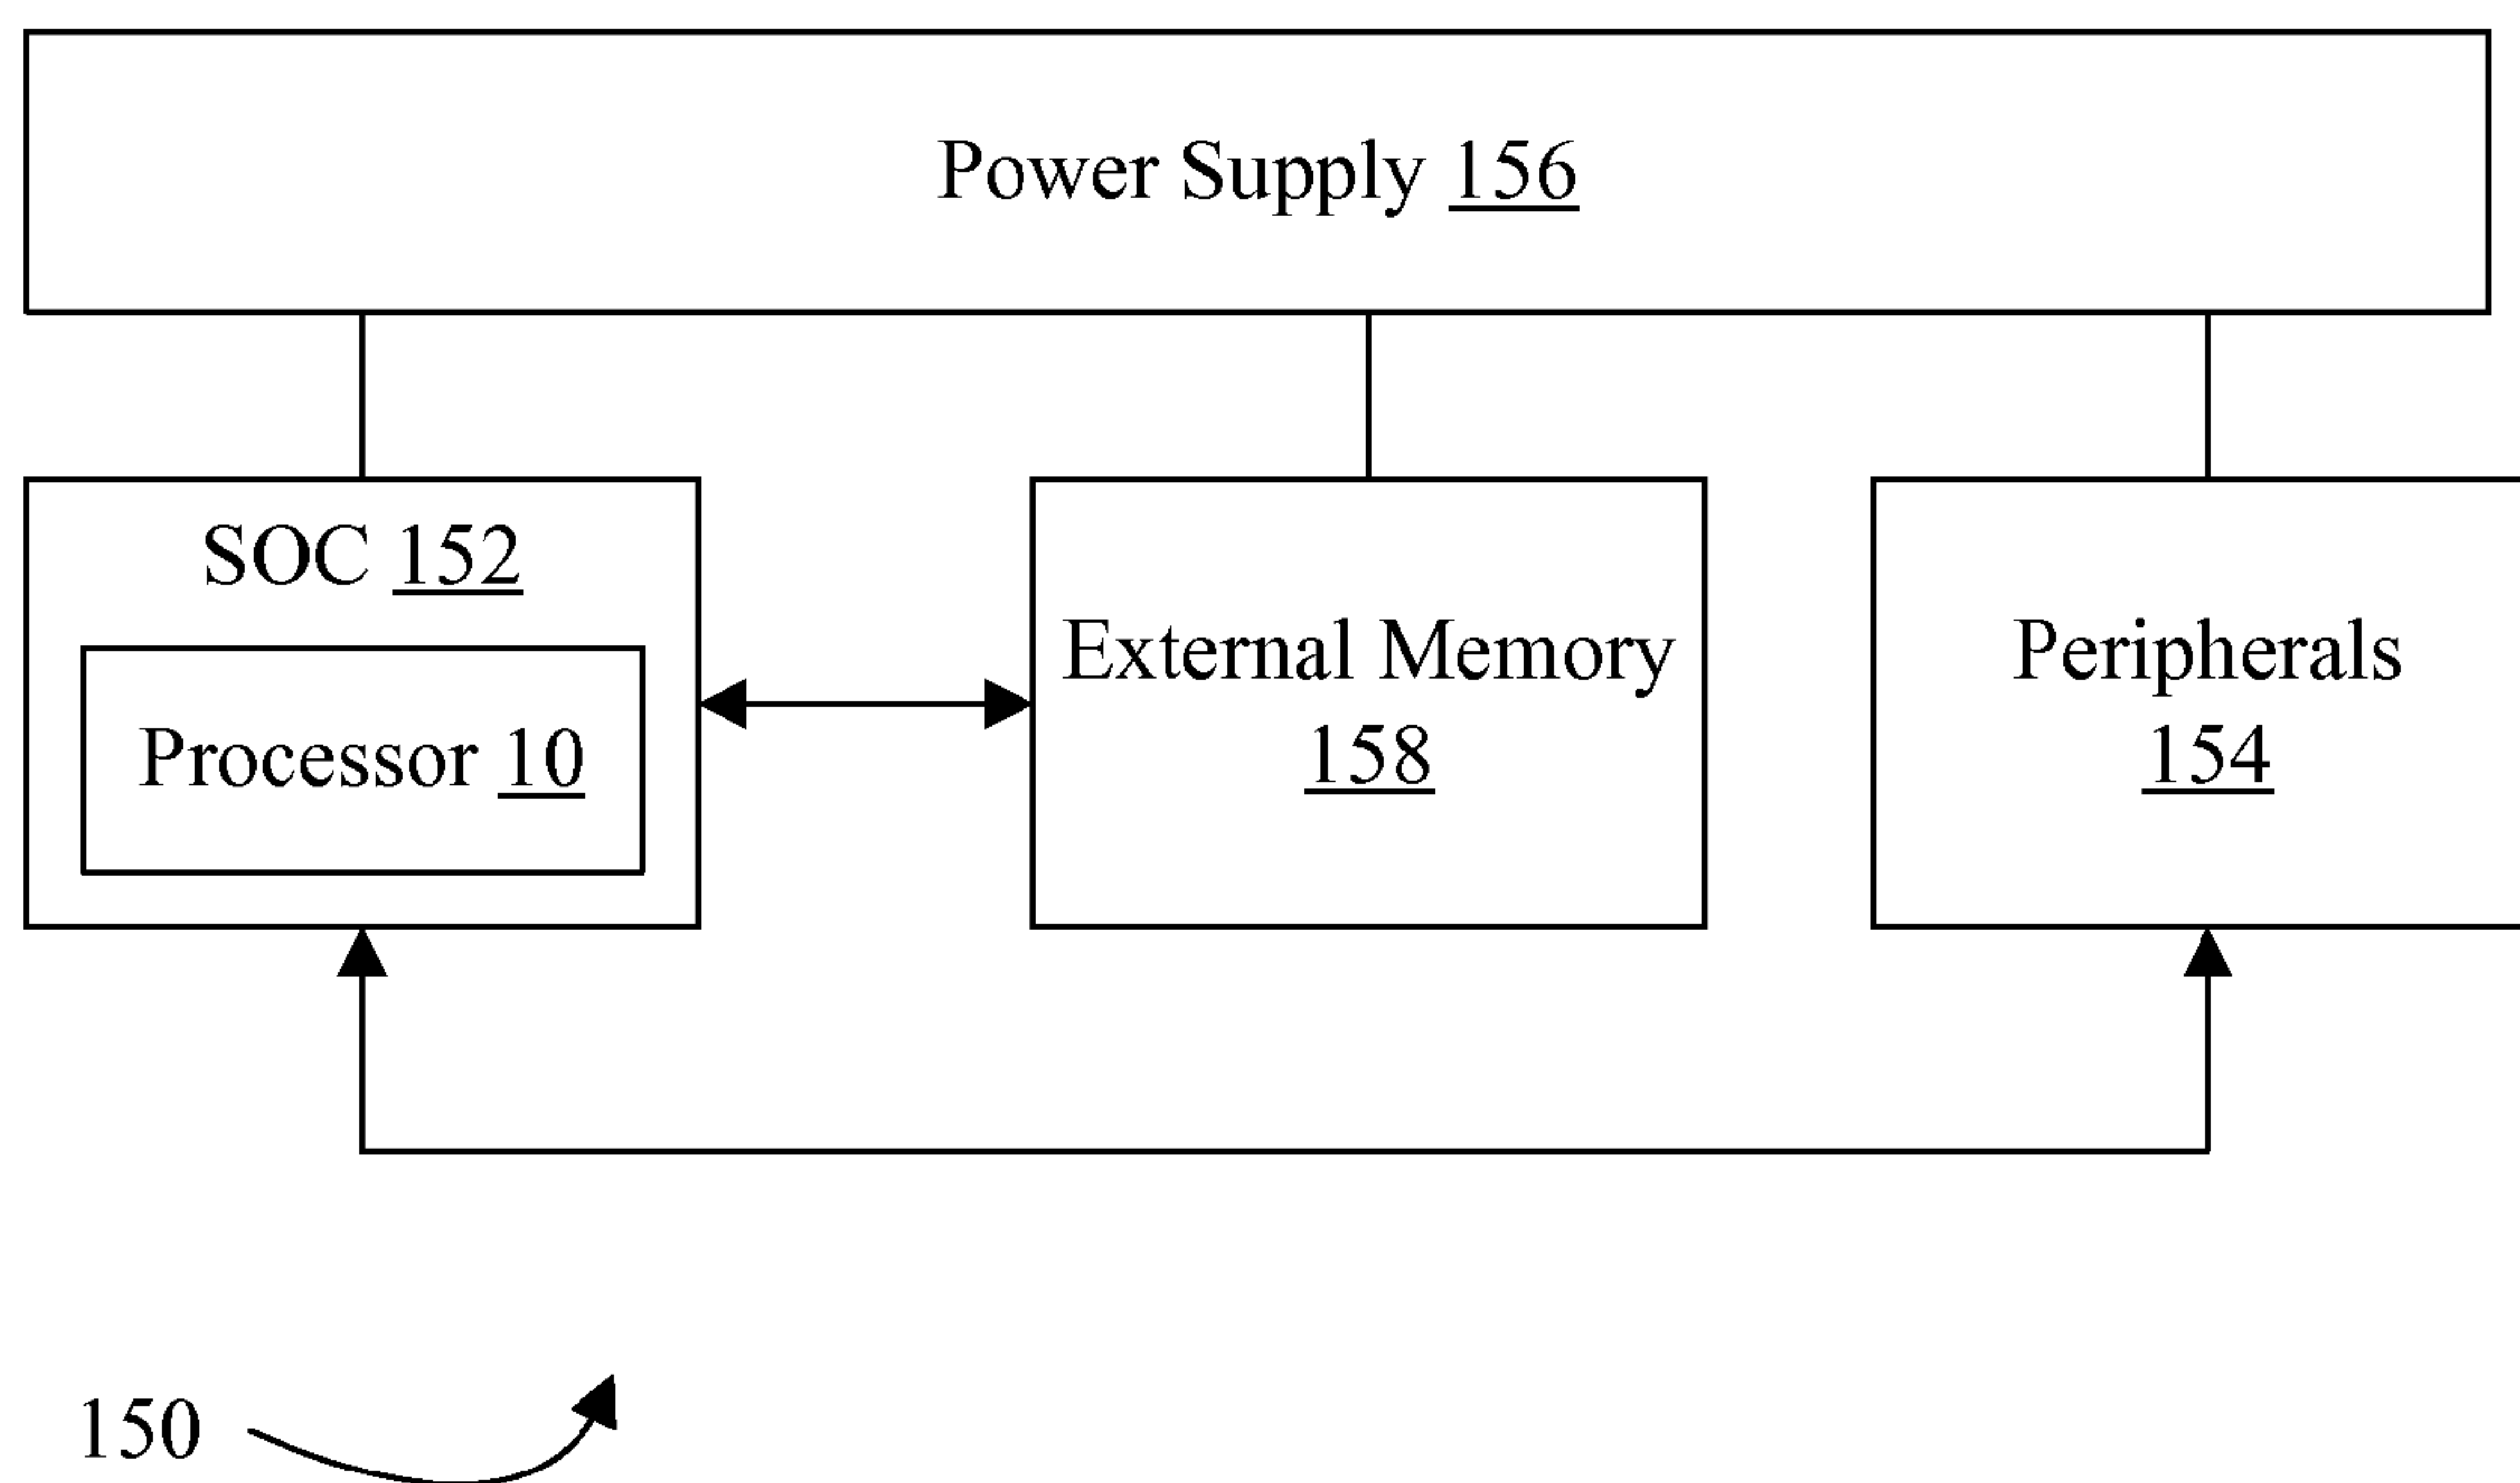 Power Supply 156
SOC 152
Processor 10
External Memory
158
Peripherals
154
150